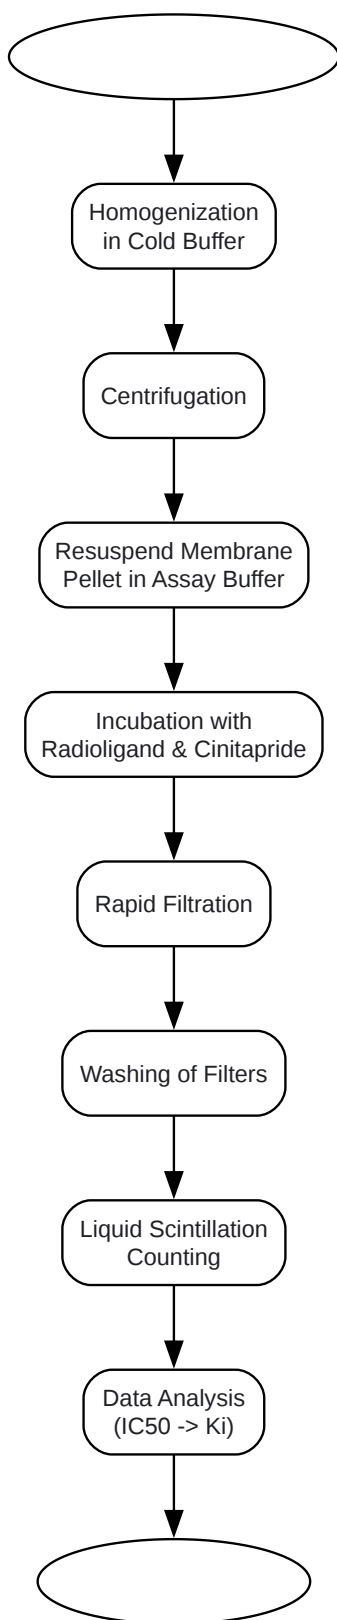 Homogenization
in Cold Buffer
Centrifugation
Resuspend Membrane
Pellet in Assay Buffer
Incubation with
Radioligand & Cinitapride
Rapid Filtration
Washing of Filters
Liquid Scintillation
Counting
Data Analysis
(IC50 -> Ki)